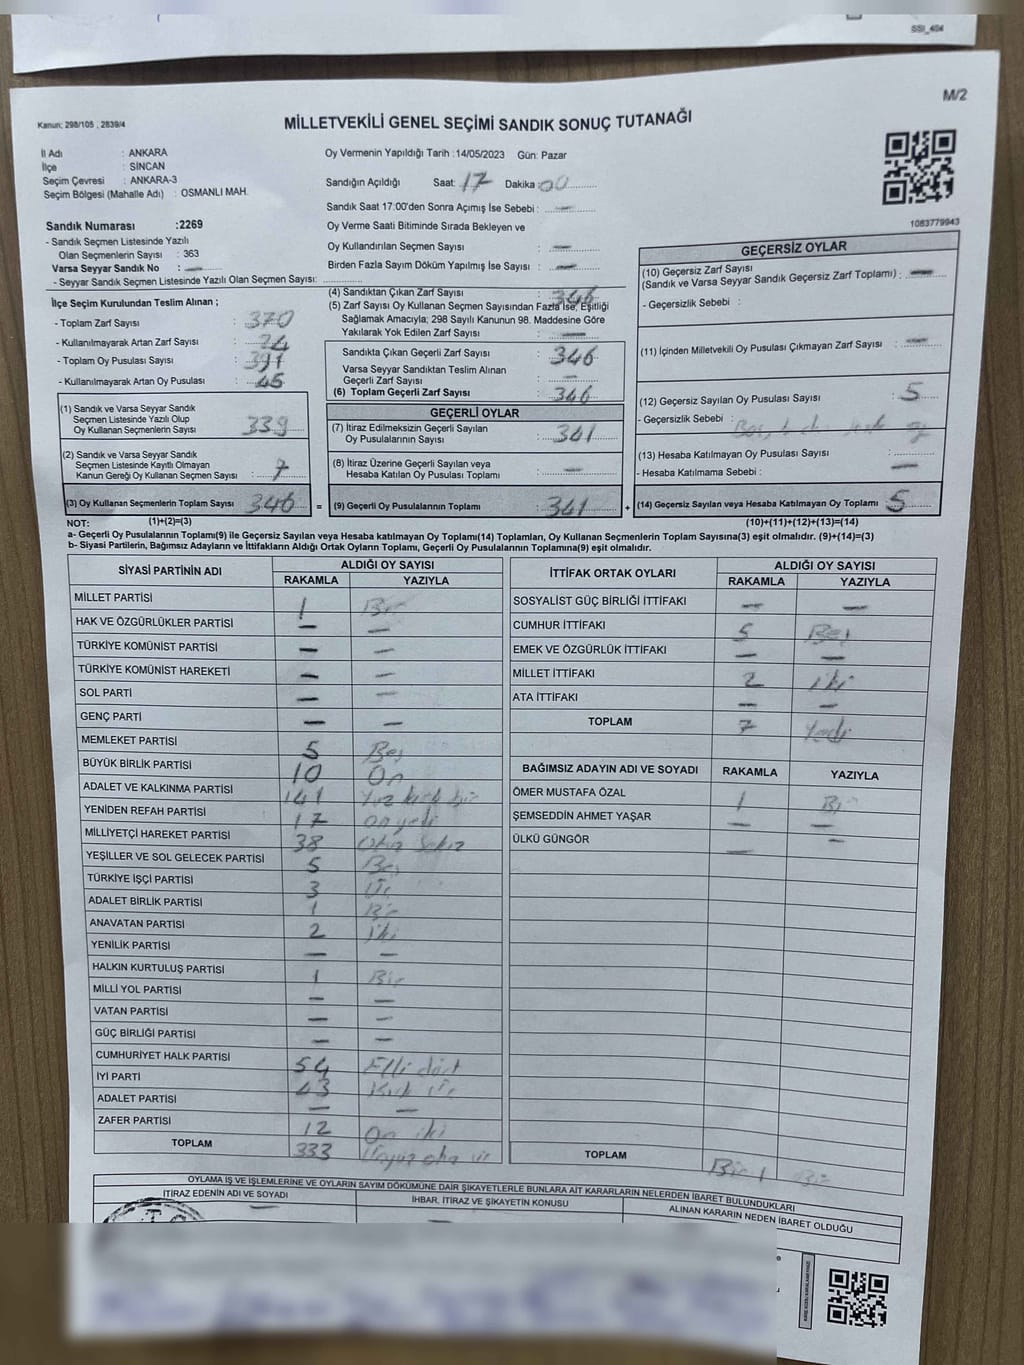 SSI_404
M/2
Kanun; 298/105 , 2839/4
MİLLETVEKİLİ GENEL SEÇİMİ SANDIK SONUÇ TUTANAĞI
İl Adı : ANKARA
İlçe : SİNCAN
Seçim Çevresi : ANKARA-3
Seçim Bölgesi (Mahalle Adı) : OSMANLI MAH.
Oy Vermenin Yapıldığı Tarih :14/05/2023 Gün: Pazar
Sandığın Açıldığı Saat: 17 Dakika: 00
Sandık Saat 17:00'den Sonra Açımış İse Sebebi : —
Oy Verme Saati Bitiminde Sırada Bekleyen ve
Oy Kullandırılan Seçmen Sayısı : —
Birden Fazla Sayım Döküm Yapılmış İse Sayısı : —
1083779943
Sandık Numarası :2269
- Sandık Seçmen Listesinde Yazılı
Olan Seçmenlerin Sayısı : 363
Varsa Seyyar Sandık No : —
- Seyyar Sandık Seçmen Listesinde Yazılı Olan Seçmen Sayısı:
İlçe Seçim Kurulundan Teslim Alınan ;
- Toplam Zarf Sayısı : 370
- Kullanılmayarak Artan Zarf Sayısı : 24
- Toplam Oy Pusulası Sayısı : 391
- Kullanılmayarak Artan Oy Pusulası : 45
(1) Sandık ve Varsa Seyyar Sandık
Seçmen Listesinde Yazılı Olup
Oy Kullanan Seçmenlerin Sayısı : 339
(2) Sandık ve Varsa Seyyar Sandık
Seçmen Listesinde Kayıtlı Olmayan
Kanun Gereği Oy Kullanan Seçmen Sayısı : 7
(3) Oy Kullanan Seçmenlerin Toplam Sayısı 346
(4) Sandıktan Çıkan Zarf Sayısı : 346
(5) Zarf Sayısı Oy Kullanan Seçmen Sayısından Fazla İse, Eşitliği
Sağlamak Amacıyla; 298 Sayılı Kanunun 98. Maddesine Göre
Yakılarak Yok Edilen Zarf Sayısı : —
Sandıkta Çıkan Geçerli Zarf Sayısı : 346
Varsa Seyyar Sandıktan Teslim Alınan
Geçerli Zarf Sayısı : —
(6) Toplam Geçerli Zarf Sayısı : 346
GEÇERLİ OYLAR
(7) İtiraz Edilmeksizin Geçerli Sayılan
Oy Pusulalarının Sayısı : 341
(8) İtiraz Üzerine Geçerli Sayılan veya
Hesaba Katılan Oy Pusulası Toplamı : —
= (9) Geçerli Oy Pusulalarının Toplamı : 341 +
GEÇERSİZ OYLAR
(10) Geçersiz Zarf Sayısı
(Sandık ve Varsa Seyyar Sandık Geçersiz Zarf Toplamı) : —
- Geçersizlik Sebebi :
(11) İçinden Milletvekili Oy Pusulası Çıkmayan Zarf Sayısı : —
(12) Geçersiz Sayılan Oy Pusulası Sayısı : 5
- Geçersizlik Sebebi :
(13) Hesaba Katılmayan Oy Pusulası Sayısı :
- Hesaba Katılmama Sebebi : —
(14) Geçersiz Sayılan veya Hesaba Katılmayan Oy Toplamı 5
NOT: (1)+(2)=(3) (10)+(11)+(12)+(13)=(14)
a- Geçerli Oy Pusulalarının Toplamı(9) ile Geçersiz Sayılan veya Hesaba Katılmayan Oy Toplamı(14) Toplamları, Oy Kullanan Seçmenlerin Toplam Sayısına(3) eşit olmalıdır. (9)+(14)=(3)
b- Siyasi Partilerin, Bağımsız Adayların ve İttifakların Aldığı Ortak Oyların Toplamı, Geçerli Oy Pusulalarının Toplamına(9) eşit olmalıdır.
SİYASİ PARTİNİN ADI ALDIĞI OY SAYISI
RAKAMLA YAZIYLA
MİLLET PARTİSİ 1 Bir
HAK VE ÖZGÜRLÜKLER PARTİSİ — —
TÜRKİYE KOMÜNİST PARTİSİ — —
TÜRKİYE KOMÜNİST HAREKETİ — —
SOL PARTİ — —
GENÇ PARTİ — —
MEMLEKET PARTİSİ 5 Beş
BÜYÜK BİRLİK PARTİSİ 10 On
ADALET VE KALKINMA PARTİSİ 141 Yüz kırk bir
YENİDEN REFAH PARTİSİ 17 On yedi
MİLLİYETÇİ HAREKET PARTİSİ 38 Otuz Sekiz
YEŞİLLER VE SOL GELECEK PARTİSİ 5 Beş
TÜRKİYE İŞÇİ PARTİSİ 3 Üç
ADALET BİRLİK PARTİSİ 1 Bir
ANAVATAN PARTİSİ 2 İki
YENİLİK PARTİSİ — —
HALKIN KURTULUŞ PARTİSİ 1 Bir
MİLLİ YOL PARTİSİ — —
VATAN PARTİSİ — —
GÜÇ BİRLİĞİ PARTİSİ — —
CUMHURİYET HALK PARTİSİ 54 Elli dört
İYİ PARTİ 43 Kırk Üç
ADALET PARTİSİ — —
ZAFER PARTİSİ 12 On iki
TOPLAM 333 Üçyüz otuz üç
İTTİFAK ORTAK OYLARI ALDIĞI OY SAYISI
RAKAMLA YAZIYLA
SOSYALİST GÜÇ BİRLİĞİ İTTİFAKI — —
CUMHUR İTTİFAKI 5 Beş
EMEK VE ÖZGÜRLÜK İTTİFAKI — —
MİLLET İTTİFAKI 2 İki
ATA İTTİFAKI — —
TOPLAM 7 Yedi
BAĞIMSIZ ADAYIN ADI VE SOYADI RAKAMLA YAZIYLA
ÖMER MUSTAFA ÖZAL 1 Bir
ŞEMSEDDİN AHMET YAŞAR — —
ÜLKÜ GÜNGÖR — —
TOPLAM Bir 1 Bir
OYLAMA İŞ VE İŞLEMLERİNE VE OYLARIN SAYIM DÖKÜMÜNE DAİR ŞİKAYETLERLE BUNLARA AİT KARARLARIN NELERDEN İBARET BULUNDUKLARI
İTİRAZ EDENİN ADI VE SOYADI İHBAR, İTİRAZ VE ŞİKAYETİN KONUSU ALINAN KARARIN NEDEN İBARET OLDUĞU
— —